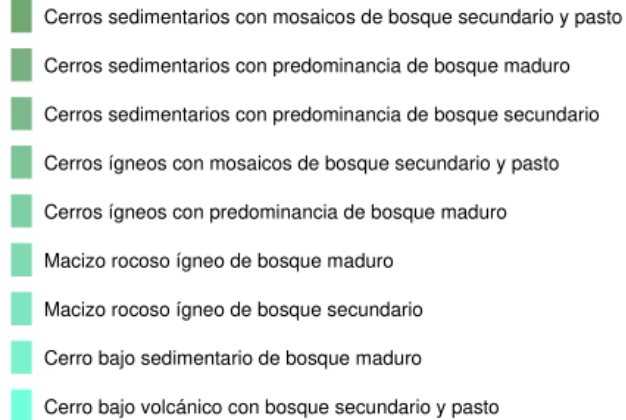 Cerros sedimentarios con mosaicos de bosque secundario y pasto
Cerros sedimentarios con predominancia de bosque maduro
Cerros sedimentarios con predominancia de bosque secundario
Cerros ígneos con mosaicos de bosque secundario y pasto
Cerros ígneos con predominancia de bosque maduro
Macizo rocoso ígneo de bosque maduro
Macizo rocoso ígneo de bosque secundario
Cerro bajo sedimentario de bosque maduro
Cerro bajo volcánico con bosque secundario y pasto